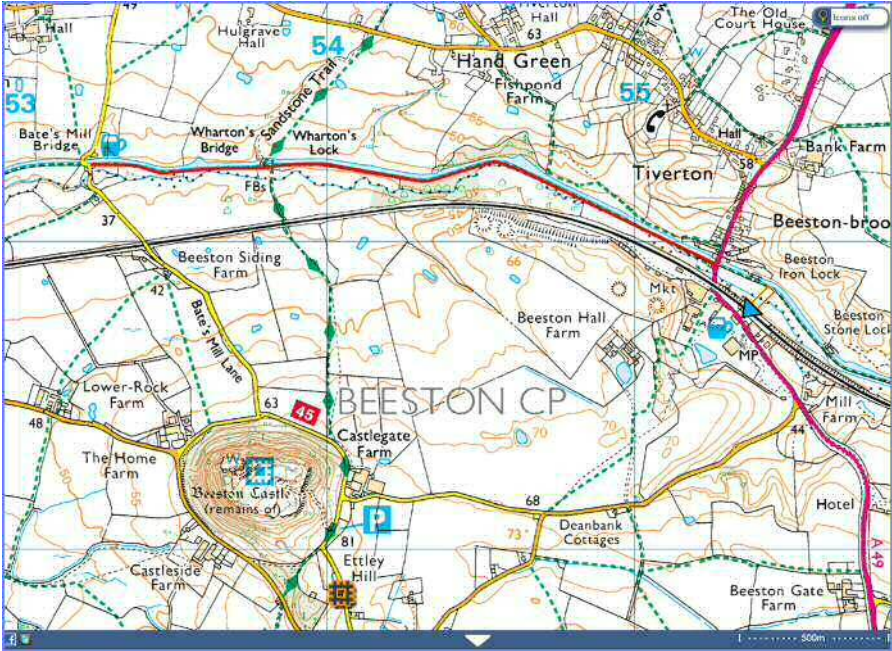 49
Hall
Hulgrave
Hall
54
Tiverton
Hall
63
The Old
Court House
Icons off
Hand Green
53
Sandstone Trail
Fishpond
Farm
55
Bate's Mill
Bridge
Wharton's
Bridge
Wharton's
Lock
Hall
58
Bank Farm
Tiverton
FBs
37
Beeston-broo
Beeston Siding
Farm
66
Beeston
Iron Lock
42
Mkt
Bate's Mill Lane
Beeston Hall
Farm
Beeston
Stone Loc
MP
Lower-Rock
Farm
63
45
BEESTON CP
70
70
Mill
Farm
48
Castlegate
Farm
44
The Home
Farm
W
Beeston Castle
(remains of)
55
68
Hotel
P
73
Deanbank
Cottages
81
A 49
Castleside
Farm
Ettley
Hill
Beeston Gate
Farm
500m